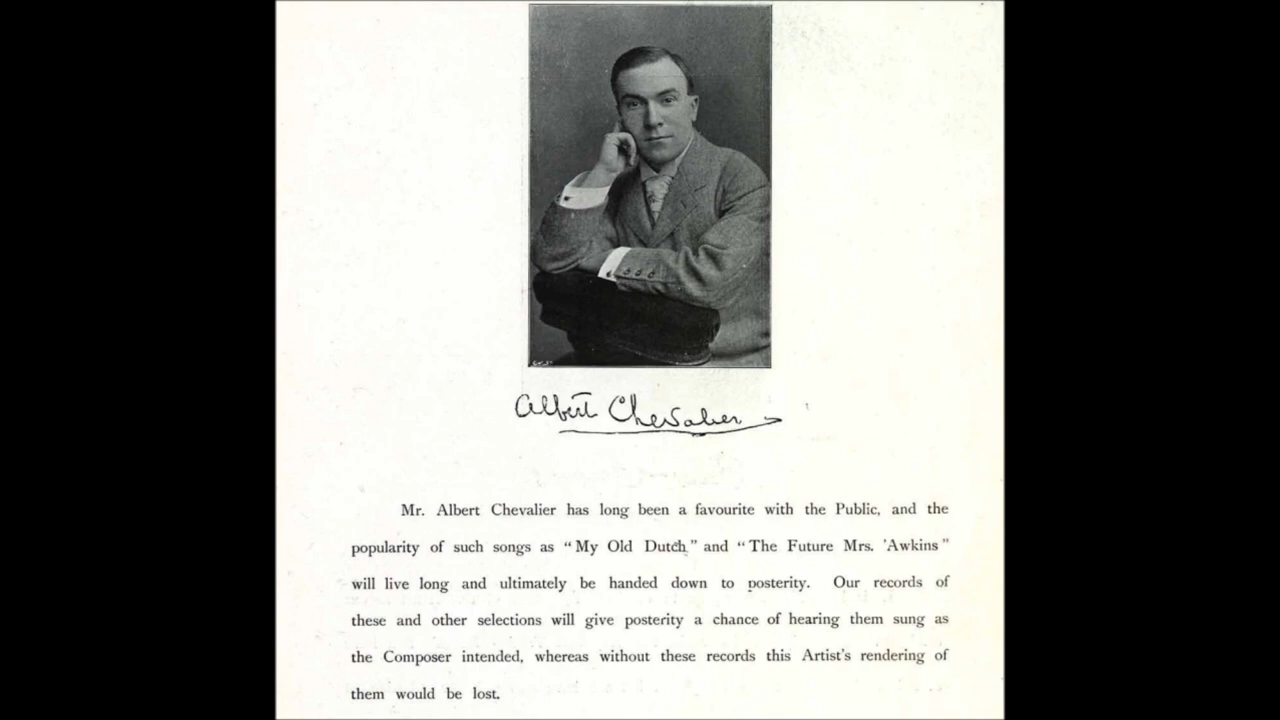 Albert Chevalier
Mr. Albert Chevalier has long been a favourite with the Public, and the
popularity of such songs as "My Old Dutch" and "The Future Mrs. 'Awkins"
will live long and ultimately be handed down to posterity. Our records of
these and other selections will give posterity a chance of hearing them sung as
the Composer intended, whereas without these records this Artist's rendering of
them would be lost.